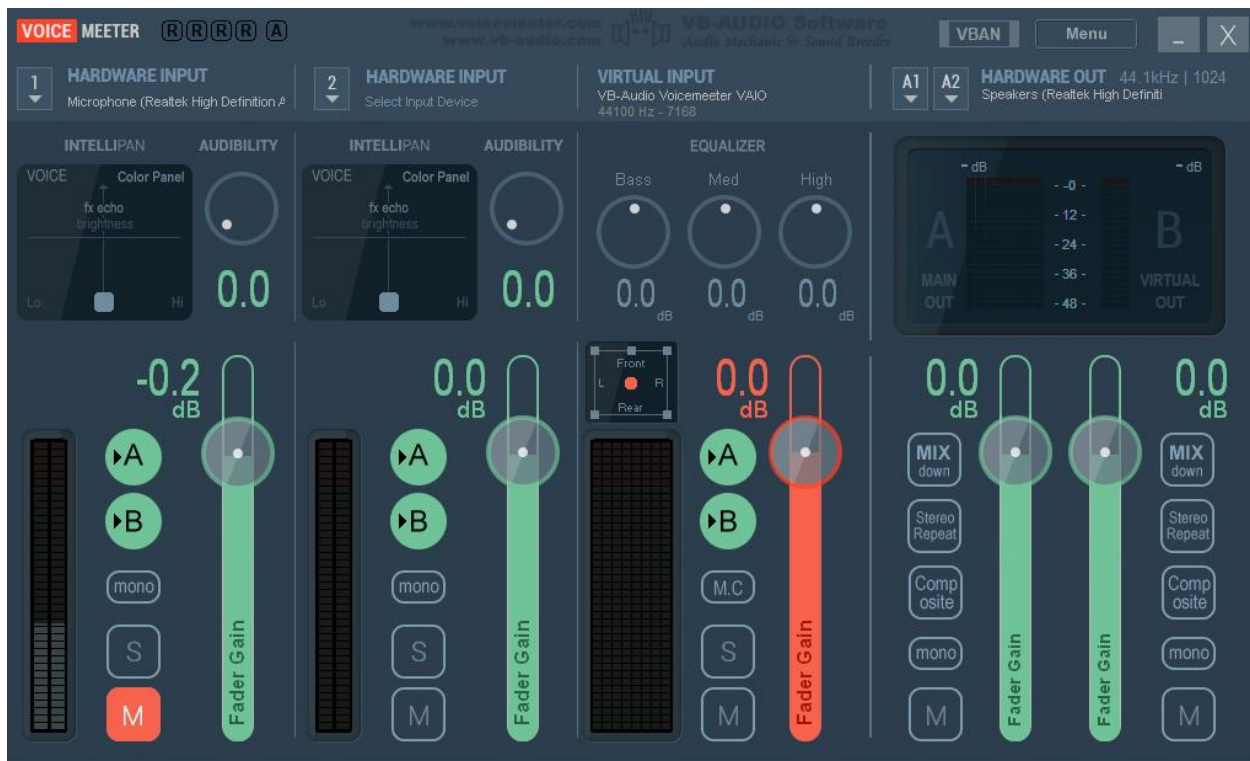 VOICE MEETER R R R R A
www.voicemeeter.com VB-AUDIO Software
www.vb-audio.com Audio Mechanic & Sound Breeder
VBAN Menu _ X
1 HARDWARE INPUT
Microphone (Realtek High Definition A
2 HARDWARE INPUT
Select Input Device
VIRTUAL INPUT
VB-Audio Voicemeeter VAIO
44100 Hz - 7168
A1 A2 HARDWARE OUT 44.1kHz | 1024
Speakers (Realtek High Definiti
INTELLIPAN AUDIBILITY
VOICE Color Panel
fx echo
brightness
Lo Hi
0.0
INTELLIPAN AUDIBILITY
VOICE Color Panel
fx echo
brightness
Lo Hi
0.0
EQUALIZER
Bass Med High
0.0 0.0 0.0
dB dB dB
- dB - dB
- -0 -
- 12 -
- 24 -
- 36 -
- 48 -
A
MAIN
OUT
B
VIRTUAL
OUT
-0.2
dB
A
B
mono
S
M
Fader Gain
0.0
dB
A
B
mono
S
M
Fader Gain
Front
L R
Rear
0.0
dB
A
B
M.C
S
M
Fader Gain
0.0
dB
MIX
down
Stereo
Repeat
Comp
osite
mono
M
Fader Gain
Fader Gain
0.0
dB
MIX
down
Stereo
Repeat
Comp
osite
mono
M